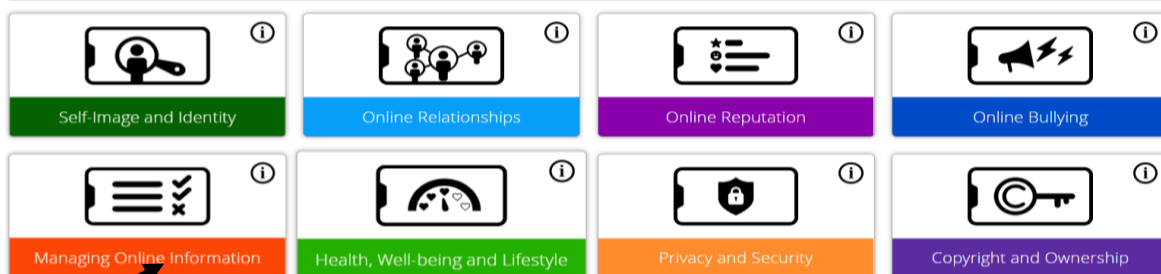 Self-Image and Identity
Online Relationships
Online Reputation
Online Bullying
Managing Online Information
Health, Well-being and Lifestyle
Privacy and Security
Copyright and Ownership